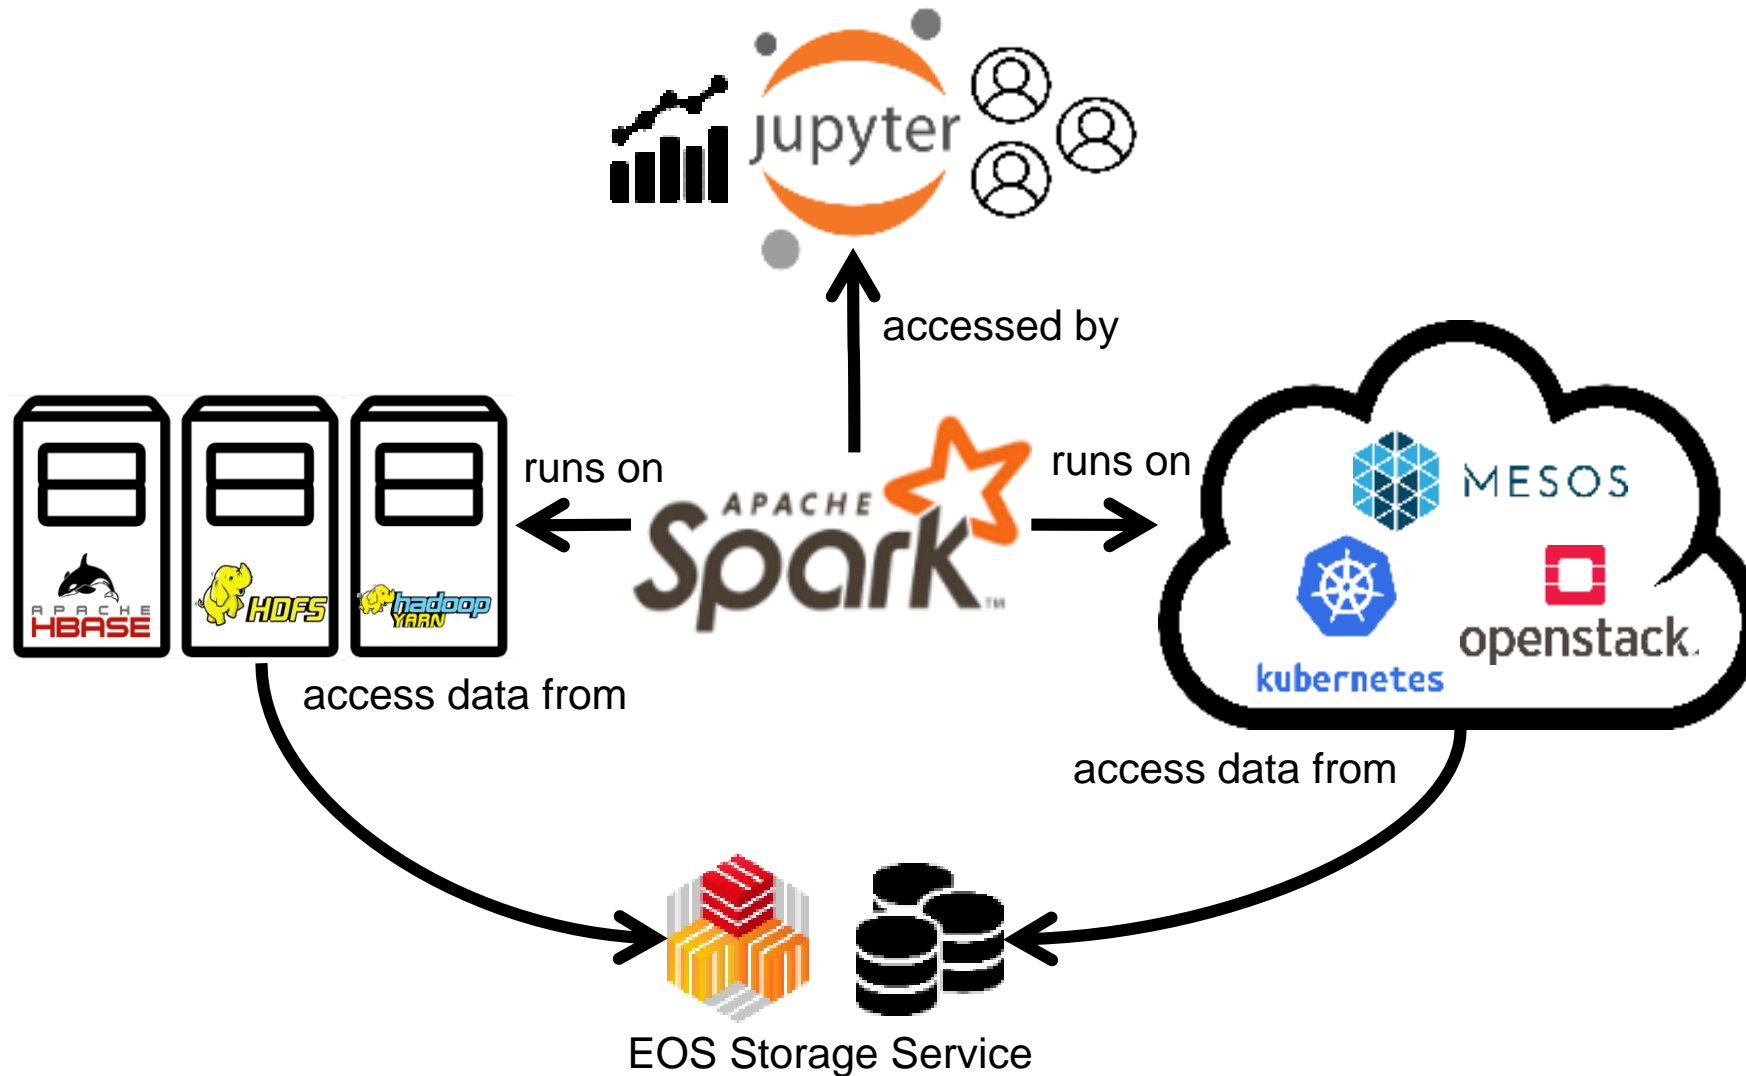 jupyter
accessed by
runs on
runs on
APACHE
Spark™
MESOS
kubernetes
openstack.
APACHE
HBASE
HDFS
hadoop
YARN
access data from
access data from
EOS Storage Service